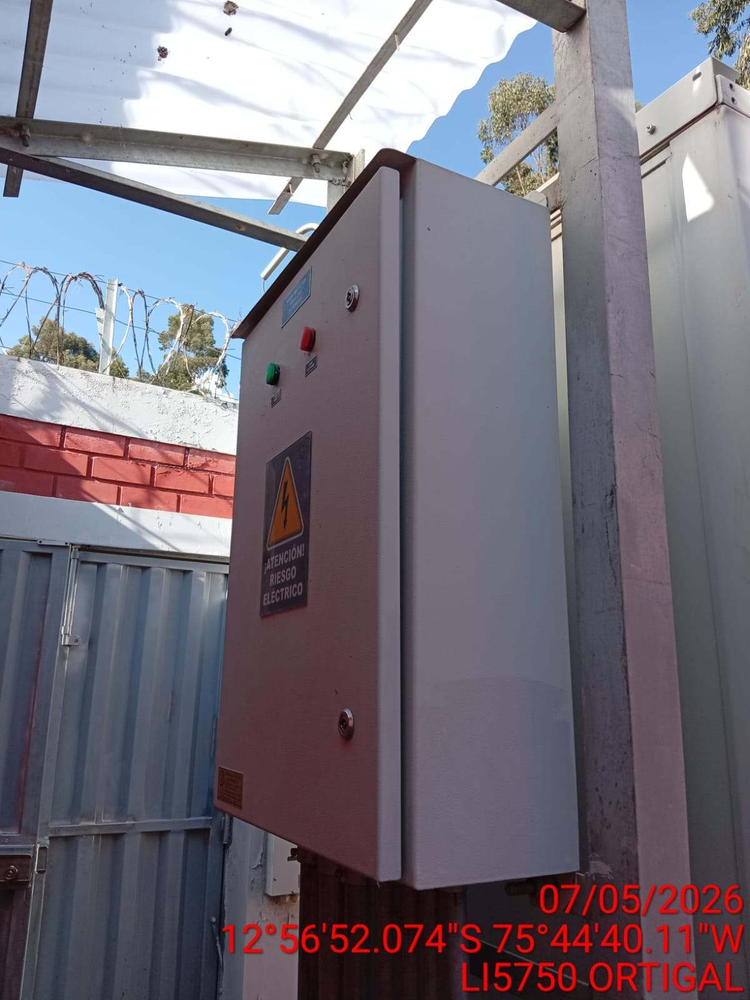 ¡ATENCIÓN!
RIESGO
ELÉCTRICO
07/05/2026
12°56'52.074"S 75°44'40.11"W
LI5750 ORTIGAL